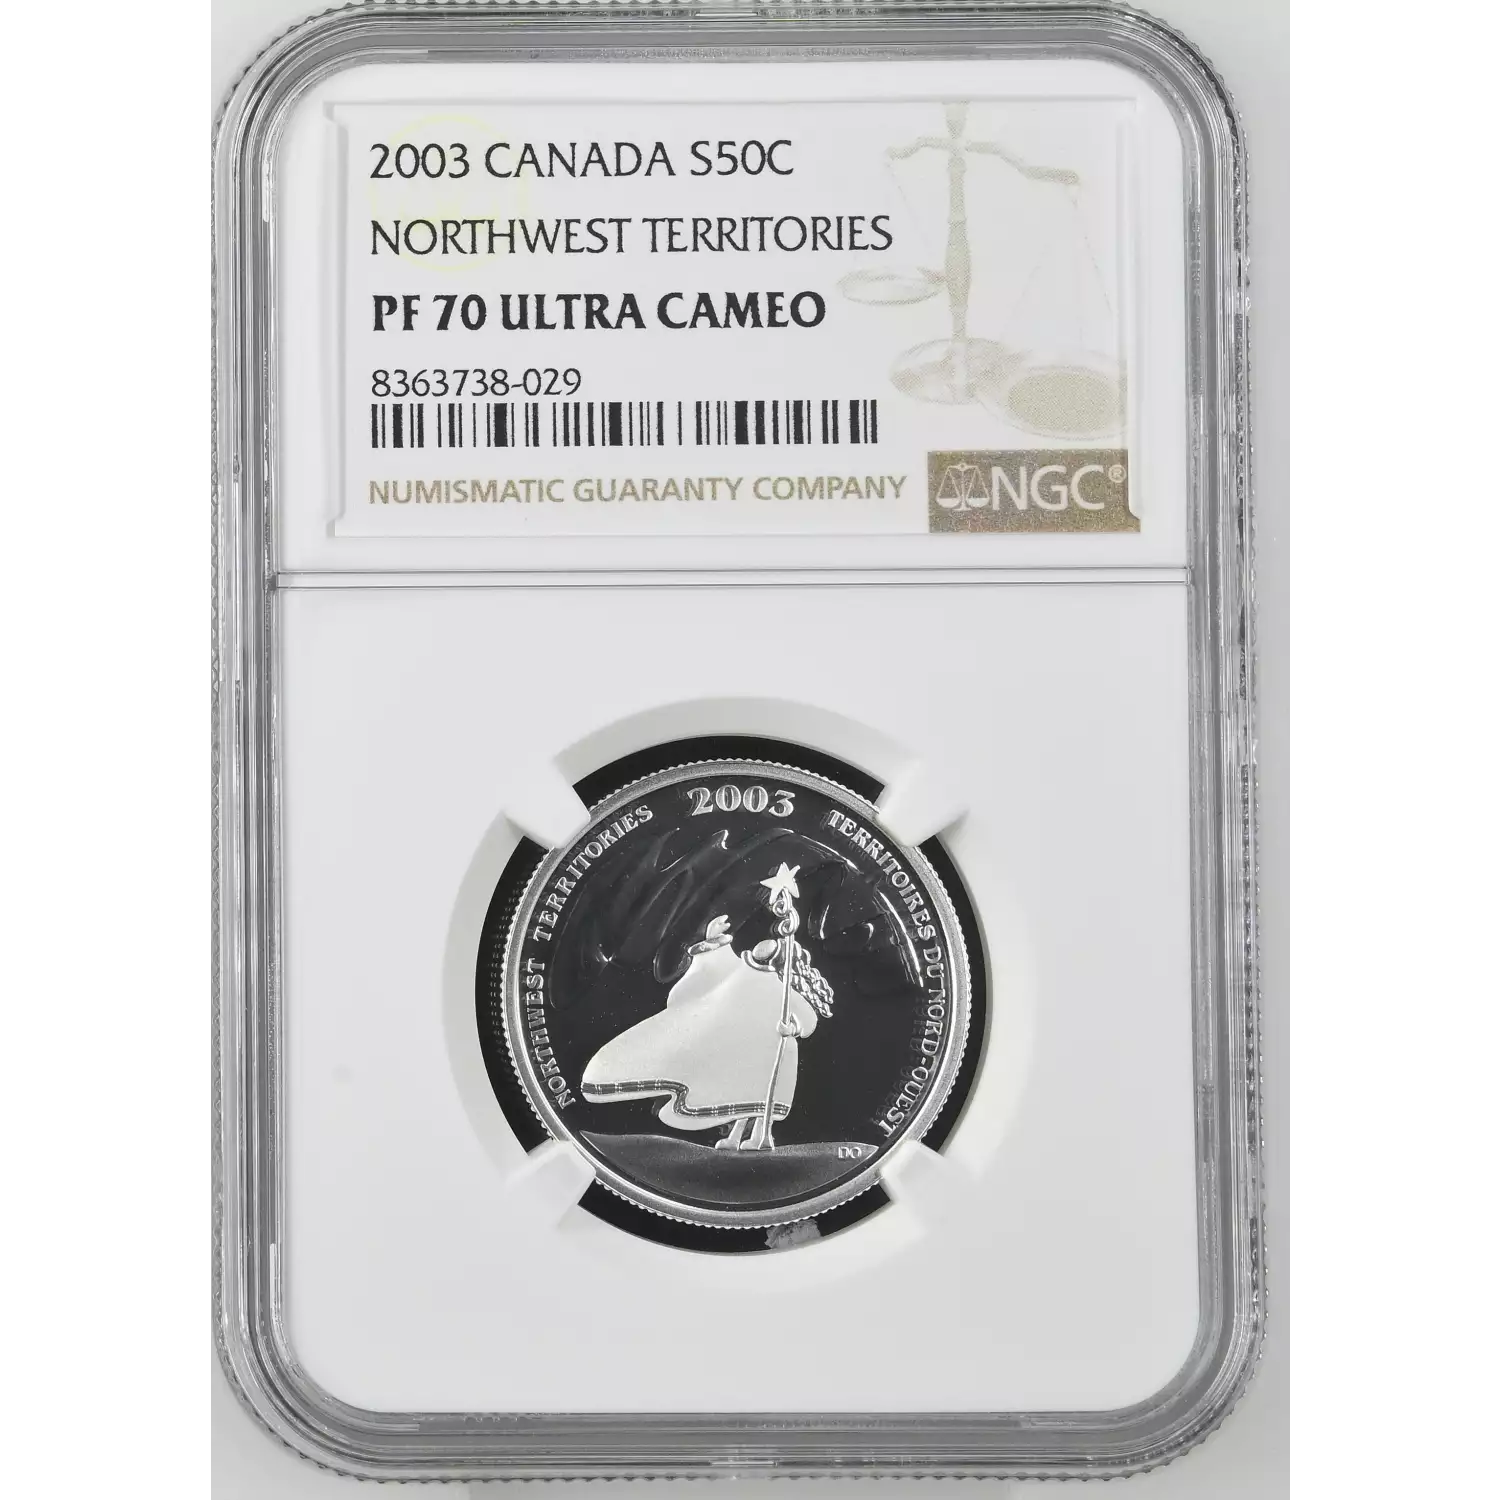 2003 CANADA S50C
NORTHWEST TERRITORIES
PF 70 ULTRA CAMEO
8363738-029
NUMISMATIC GUARANTY COMPANY
NGC®
2003
NORTHWEST TERRITORIES
TERRITOIRES DU NORD-OUEST
DO